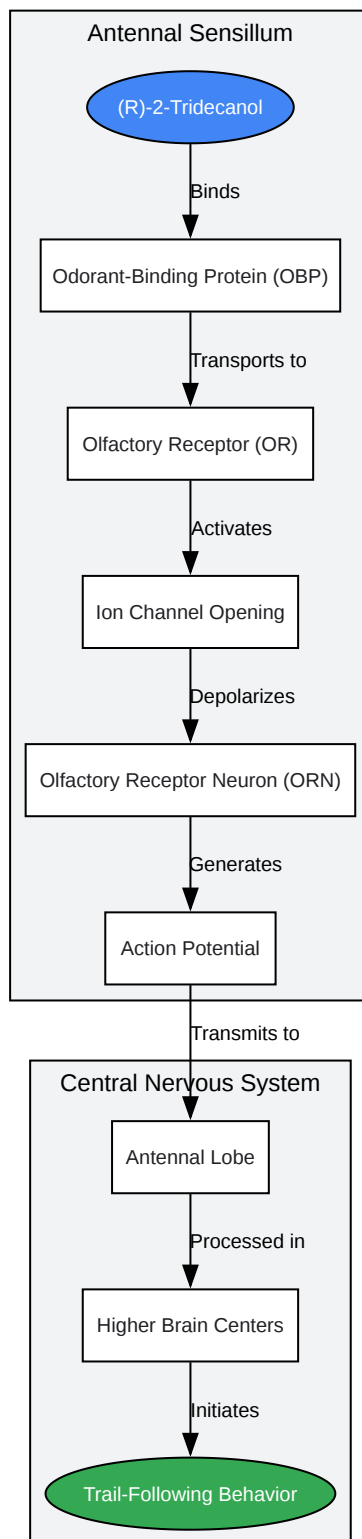 Antennal Sensillum
(R)-2-Tridecanol
Binds
Odorant-Binding Protein (OBP)
Transports to
Olfactory Receptor (OR)
Activates
Ion Channel Opening
Depolarizes
Olfactory Receptor Neuron (ORN)
Generates
Action Potential
Transmits to
Central Nervous System
Antennal Lobe
Processed in
Higher Brain Centers
Initiates
Trail-Following Behavior